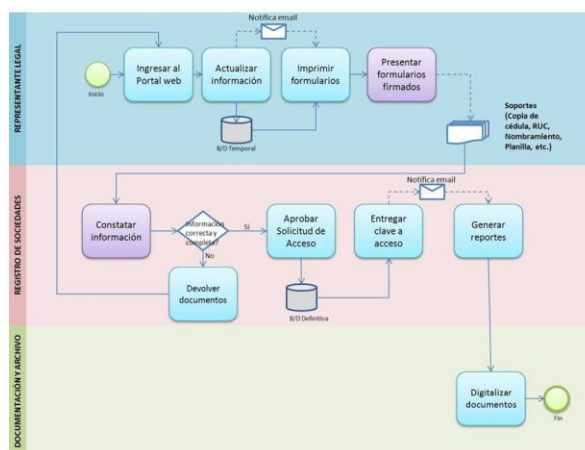 REPRESENTANTE LEGAL
Notifica email
Inicio
Ingresar al
Portal web
Actualizar
información
Imprimir
formularios
Presentar
formularios
firmados
B/D Temporal
Soportes
(Copia de
cédula, RUC,
Nombramiento,
Planilla, etc.)
REGISTRO DE SOCIEDADES
Notifica email
Constatar
información
Información
correcta y
completa?
Si
No
Aprobar
Solicitud de
Acceso
Entregar
clave a
acceso
Generar
reportes
Devolver
documentos
B/D Definitiva
DOCUMENTACIÓN Y ARCHIVO
Digitalizar
documentos
Fin